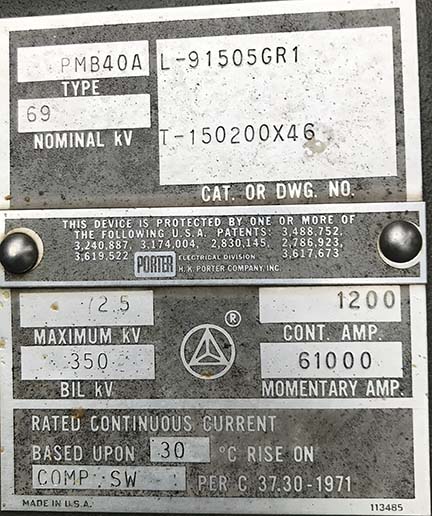 PMB40A L-91505GR1
TYPE
69
NOMINAL kV T-150200X46
CAT. OR DWG. NO.
THIS DEVICE IS PROTECTED BY ONE OR MORE OF
THE FOLLOWING U.S.A. PATENTS: 3,488,752,
3,240,887, 3,174,004, 2,830,145, 2,786,923,
3,619,522 3,617,673
PORTER ELECTRICAL DIVISION
H. K. PORTER COMPANY, INC.
72.5 1200
MAXIMUM kV ® CONT. AMP.
350 61000
BIL kV MOMENTARY AMP.
RATED CONTINUOUS CURRENT
BASED UPON 30 °C RISE ON
COMP. SW PER C 37.30-1971
MADE IN U.S.A. 113485